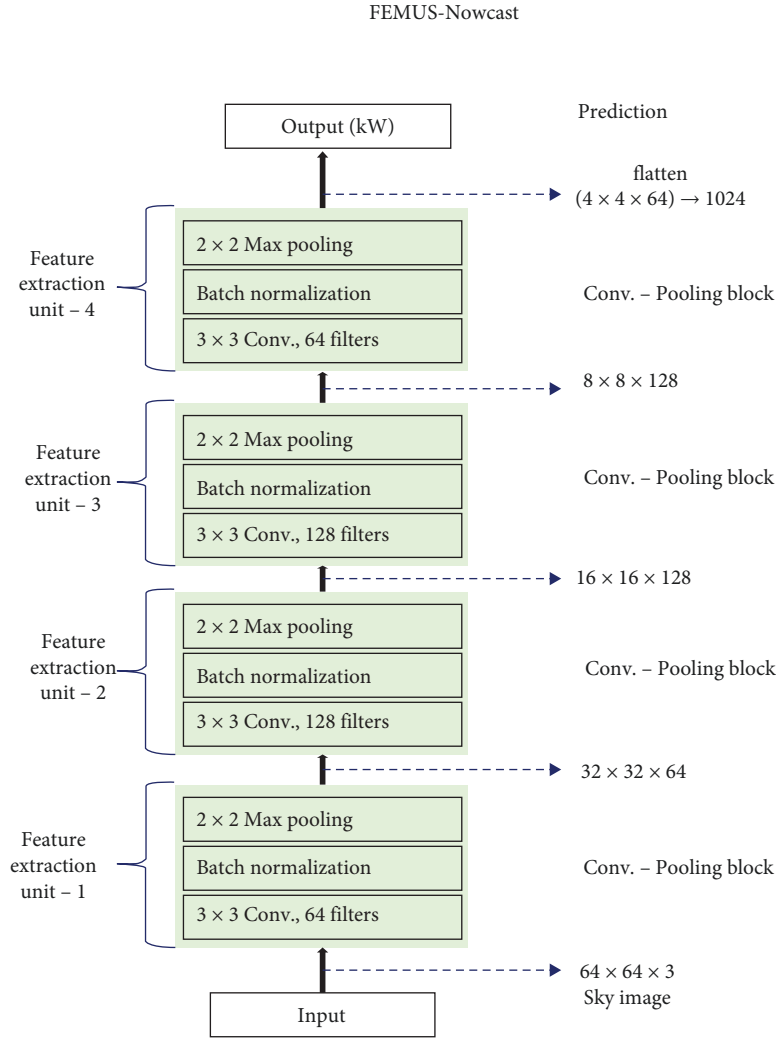 FEMUS-Nowcast
Output (kW)
Prediction
flatten
(4 × 4 × 64) → 1024
Feature
extraction
unit – 4
2 × 2 Max pooling
Batch normalization
3 × 3 Conv., 64 filters
Conv. – Pooling block
8 × 8 × 128
Feature
extraction
unit – 3
2 × 2 Max pooling
Batch normalization
3 × 3 Conv., 128 filters
Conv. – Pooling block
16 × 16 × 128
Feature
extraction
unit – 2
2 × 2 Max pooling
Batch normalization
3 × 3 Conv., 128 filters
Conv. – Pooling block
32 × 32 × 64
Feature
extraction
unit – 1
2 × 2 Max pooling
Batch normalization
3 × 3 Conv., 64 filters
Conv. – Pooling block
64 × 64 × 3
Sky image
Input